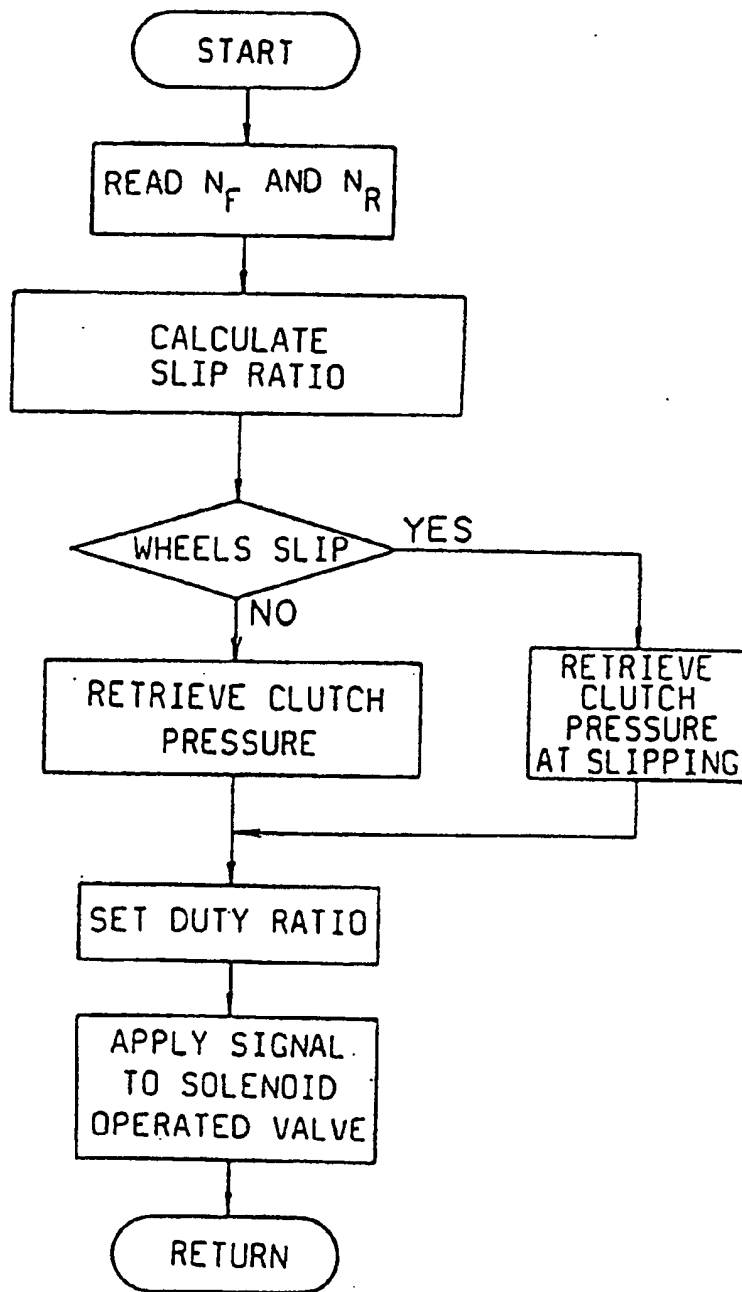 START
READ N_F AND N_R
CALCULATE
SLIP RATIO
WHEELS SLIP
YES
NO
RETRIEVE CLUTCH
PRESSURE
RETRIEVE
CLUTCH
PRESSURE
AT SLIPPING
SET DUTY RATIO
APPLY SIGNAL
TO SOLENOID
OPERATED VALVE
RETURN